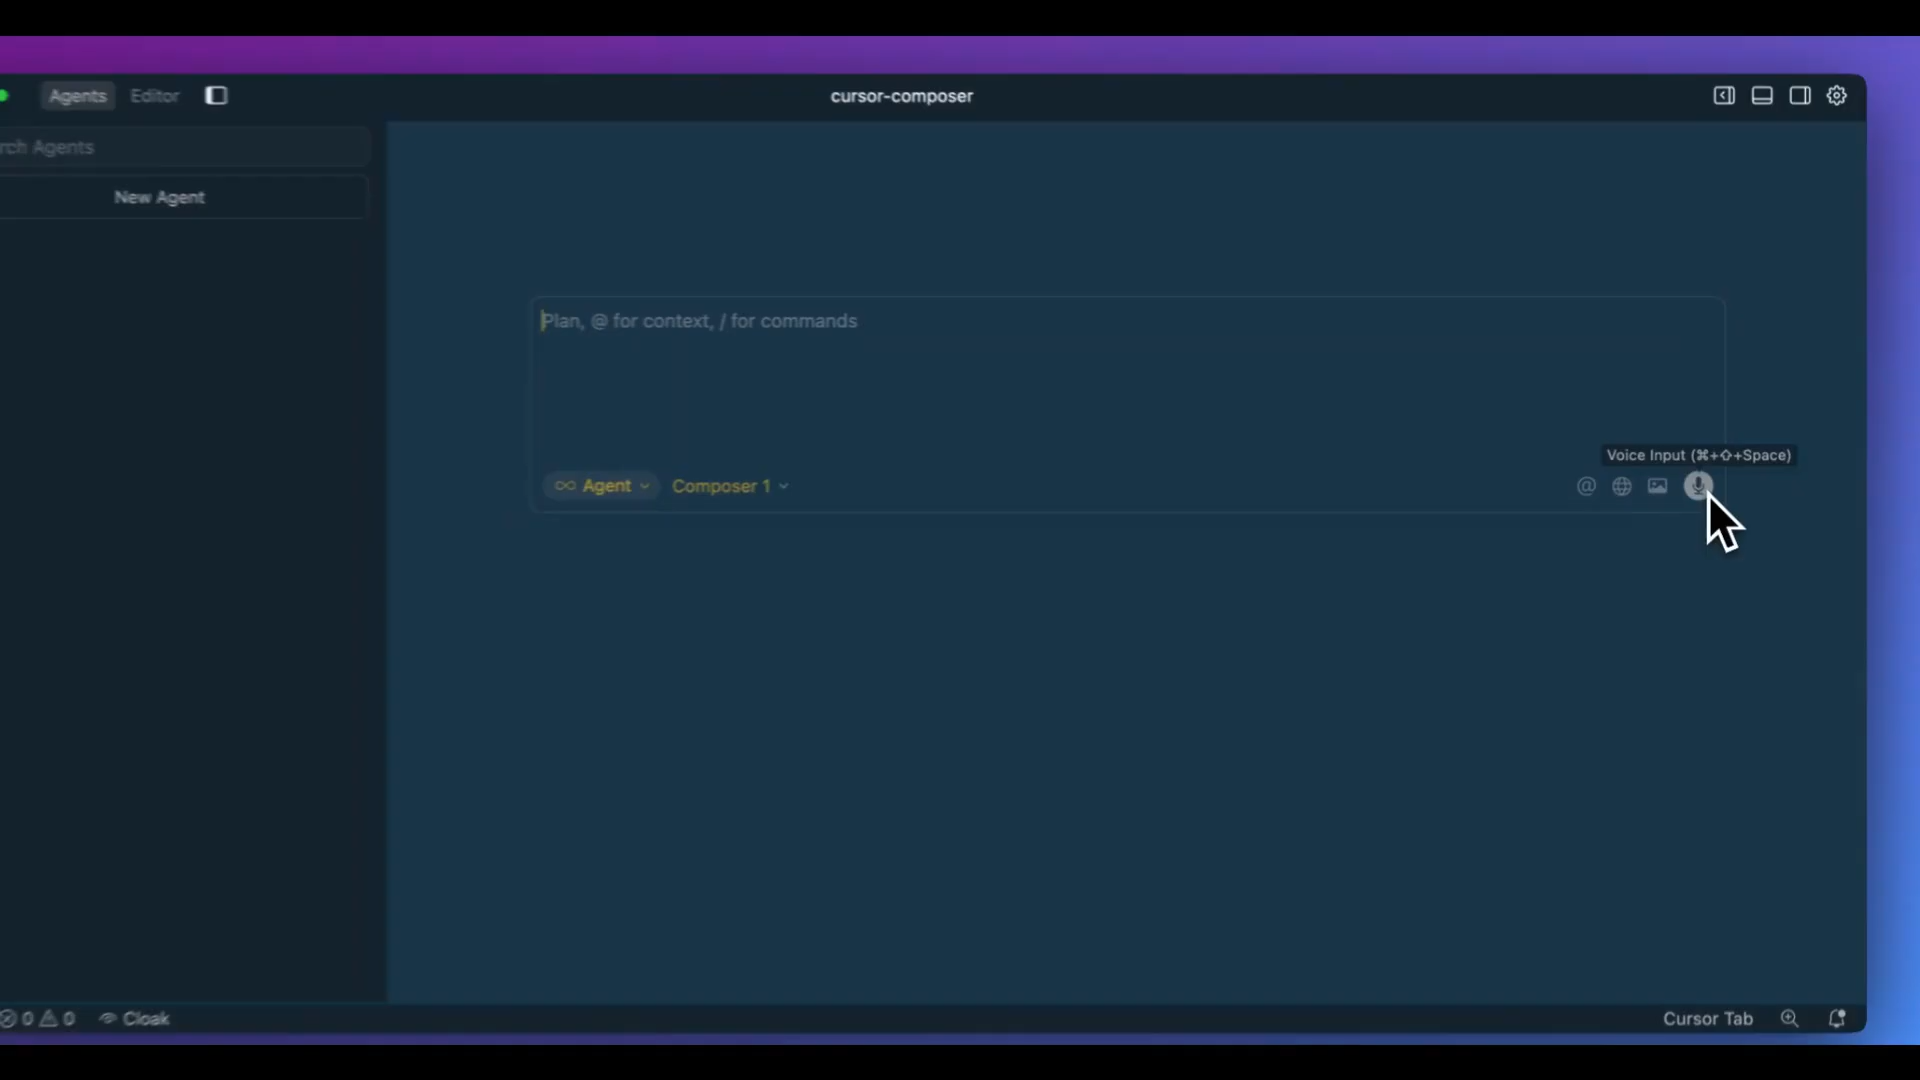 Agents Editor cursor-composer
rch Agents
New Agent
Plan, @ for context, / for commands
Voice Input (⌘+⇧+Space)
Agent Composer 1
0 0 Cloak Cursor Tab